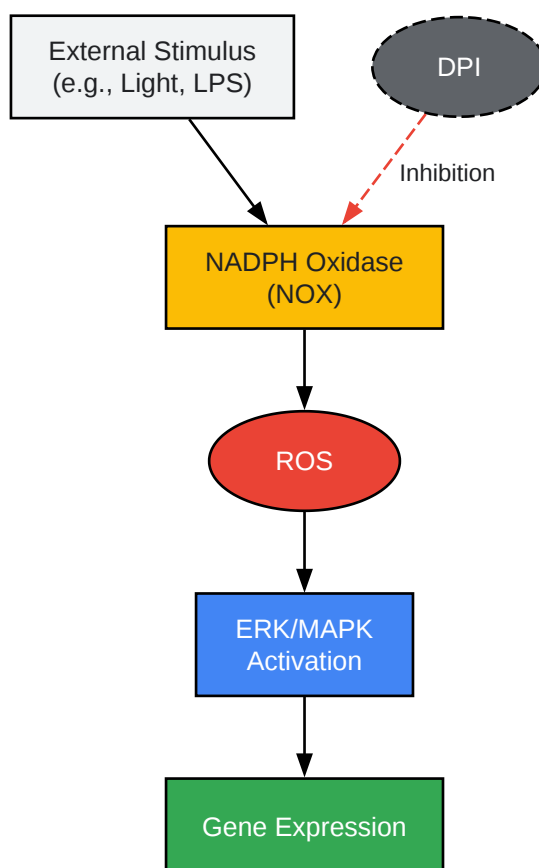 External Stimulus
(e.g., Light, LPS)
DPI
Inhibition
NADPH Oxidase
(NOX)
ROS
ERK/MAPK
Activation
Gene Expression